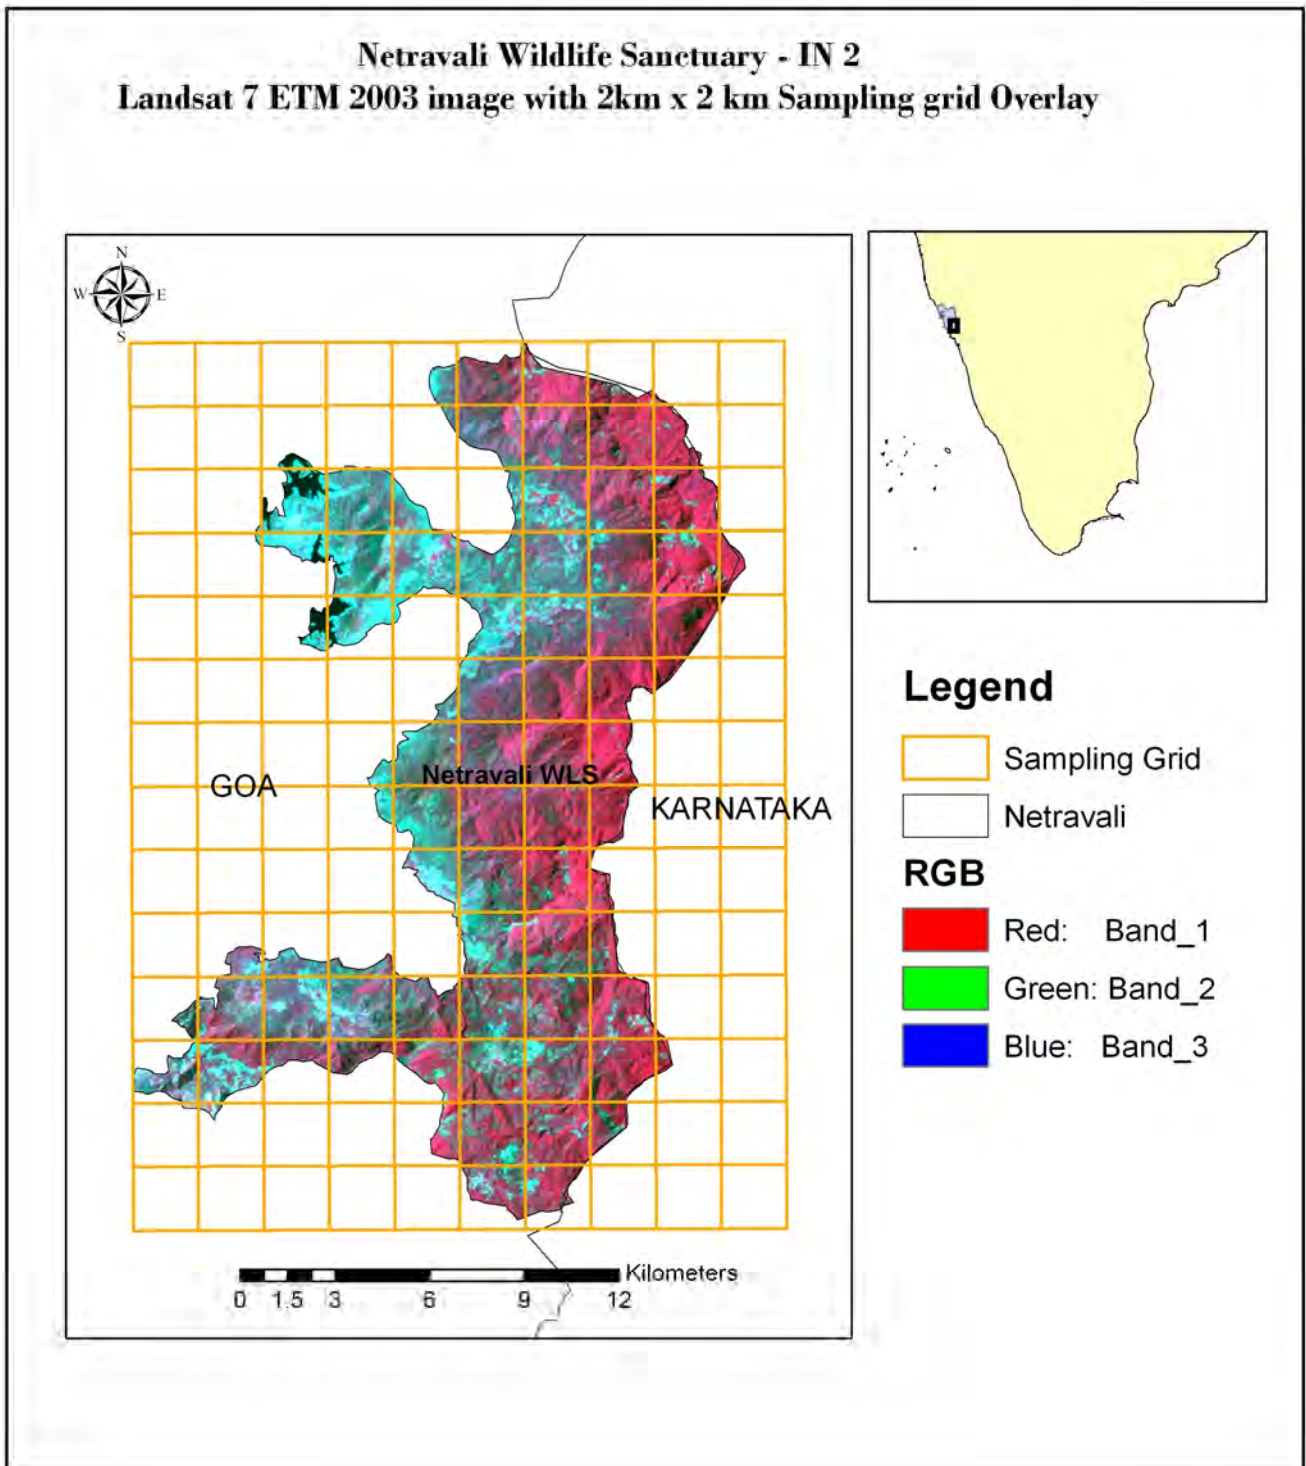 Netravali Wildlife Sanctuary - IN 2
Landsat 7 ETM 2003 image with 2km x 2 km Sampling grid Overlay
N
W E
S
GOA
Netravali WLS
KARNATAKA
Kilometers
0 1.5 3 6 9 12
Legend
Sampling Grid
Netravali
RGB
Red: Band_1
Green: Band_2
Blue: Band_3